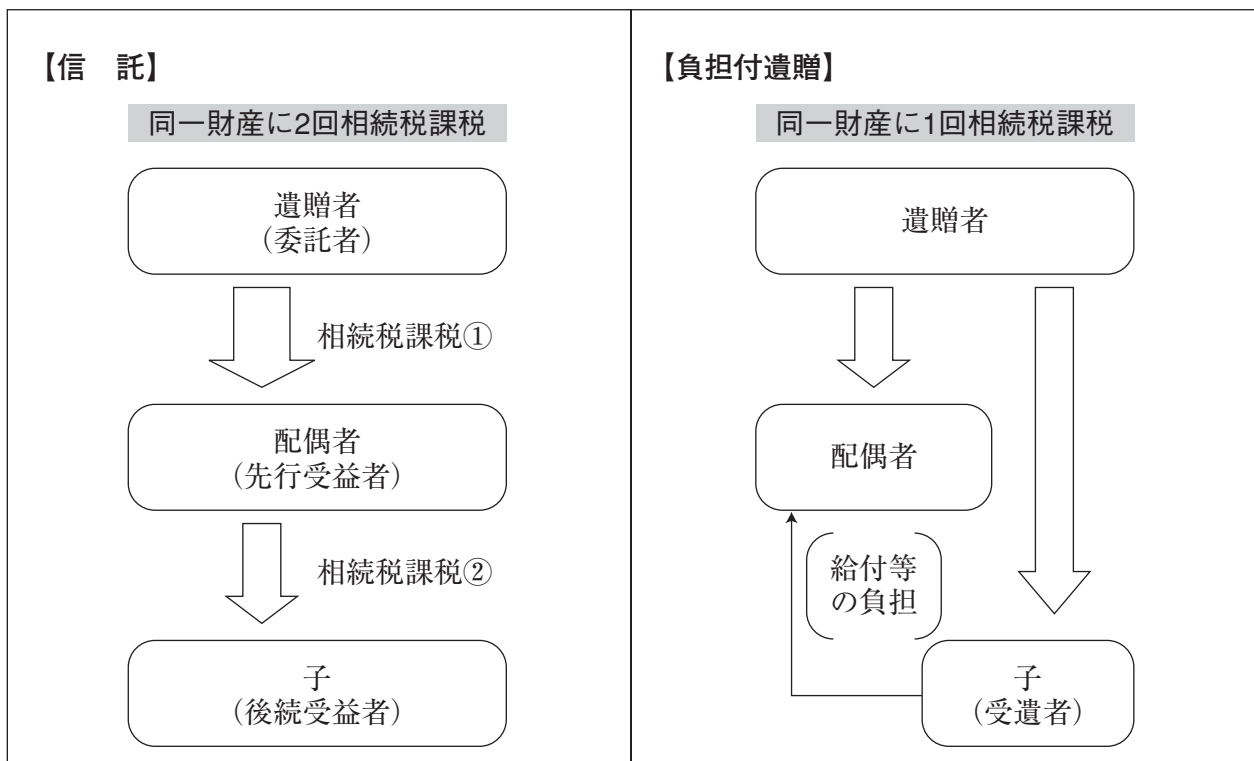 【信　託】
同一財産に2回相続税課税
遺贈者
（委託者）
相続税課税①
配偶者
（先行受益者）
相続税課税②
子
（後続受益者）
【負担付遺贈】
同一財産に1回相続税課税
遺贈者
配偶者
給付等
の負担
子
（受遺者）